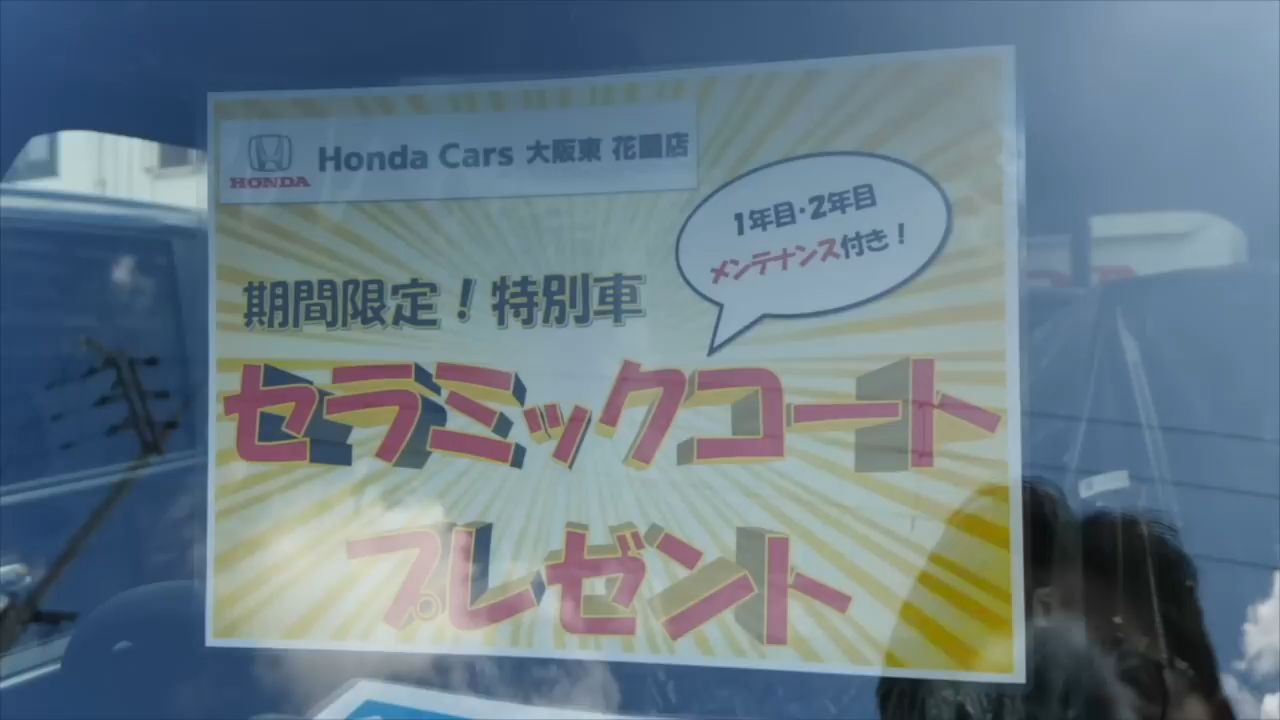 HONDA
Honda Cars 大阪東 花園店
1年目・2年目
メンテナンス付き！
期間限定！特別車
セラミックコート
プレゼント